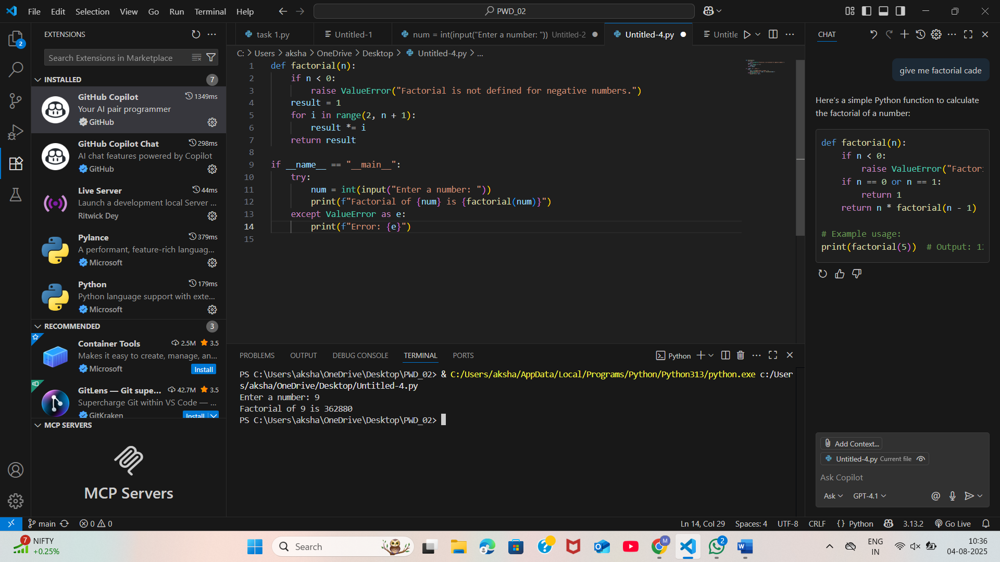 File Edit Selection View Go Run Terminal Help
PWD_02
EXTENSIONS
Search Extensions in Marketplace
INSTALLED 7
GitHub Copilot 1349ms
Your AI pair programmer
GitHub
GitHub Copilot Chat 298ms
AI chat features powered by Copilot
GitHub
Live Server 44ms
Launch a development local Server ...
Ritwick Dey
Pylance 379ms
A performant, feature-rich languag...
Microsoft
Python 179ms
Python language support with exte...
Microsoft
RECOMMENDED 3
Container Tools 2.5M 3.5
Makes it easy to create, manage, an...
Microsoft Install
GitLens — Git supe... 42.7M 3.5
Supercharge Git within VS Code — ...
GitKraken Install
MCP SERVERS
MCP Servers
2
task 1.py Untitled-1 num = int(input("Enter a number: ")) Untitled-2 Untitled-4.py Untitle
C: > Users > aksha > OneDrive > Desktop > Untitled-4.py > ...
1 def factorial(n):
2 if n < 0:
3 raise ValueError("Factorial is not defined for negative numbers.")
4 result = 1
5 for i in range(2, n + 1):
6 result *= i
7 return result
8
9 if __name__ == "__main__":
10 try:
11 num = int(input("Enter a number: "))
12 print(f"Factorial of {num} is {factorial(num)}")
13 except ValueError as e:
14 print(f"Error: {e}")
15
PROBLEMS OUTPUT DEBUG CONSOLE TERMINAL PORTS
Python
PS C:\Users\aksha\OneDrive\Desktop\PWD_02> & C:/Users/aksha/AppData/Local/Programs/Python/Python313/python.exe c:/User
s/aksha/OneDrive/Desktop/Untitled-4.py
Enter a number: 9
Factorial of 9 is 362880
PS C:\Users\aksha\OneDrive\Desktop\PWD_02>
CHAT
give me factorial cade
Here's a simple Python function to calculate
the factorial of a number:
def factorial(n):
if n < 0:
raise ValueError("Factori
if n == 0 or n == 1:
return 1
return n * factorial(n - 1)
# Example usage:
print(factorial(5)) # Output: 1
Add Context...
Untitled-4.py Current file
Ask Copilot
Ask GPT-4.1
main 0 0
Ln 14, Col 29 Spaces: 4 UTF-8 CRLF {} Python 3.13.2 Go Live
7 NIFTY
+0.25%
Search
M
2
ENG
IN
10:36
04-08-2025